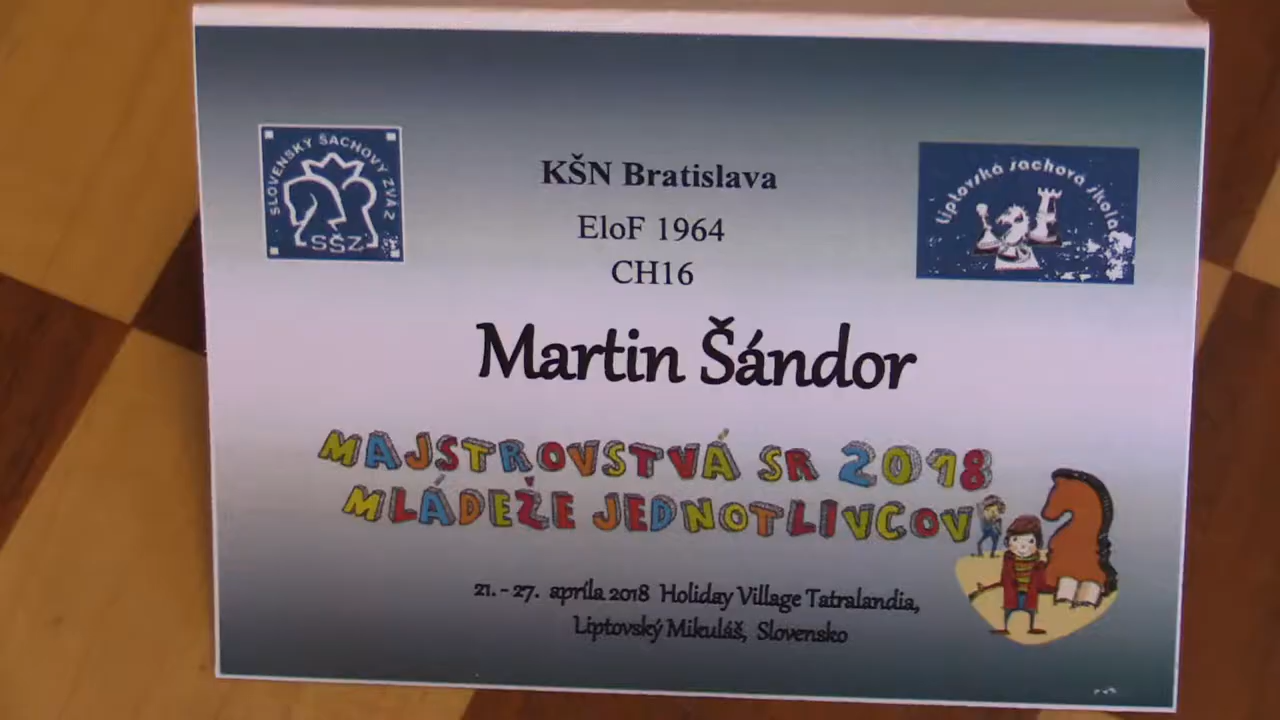 SLOVENSKÝ ŠACHOVÝ ZVÄZ
SŠZ
KŠN Bratislava
EloF 1964
CH16
Liptovská šachová škola
Martin Šándor
MAJSTROVSTVÁ SR 2018
MLÁDEŽE JEDNOTLIVCOV
21. - 27. apríla 2018 Holiday Village Tatralandia,
Liptovský Mikuláš, Slovensko